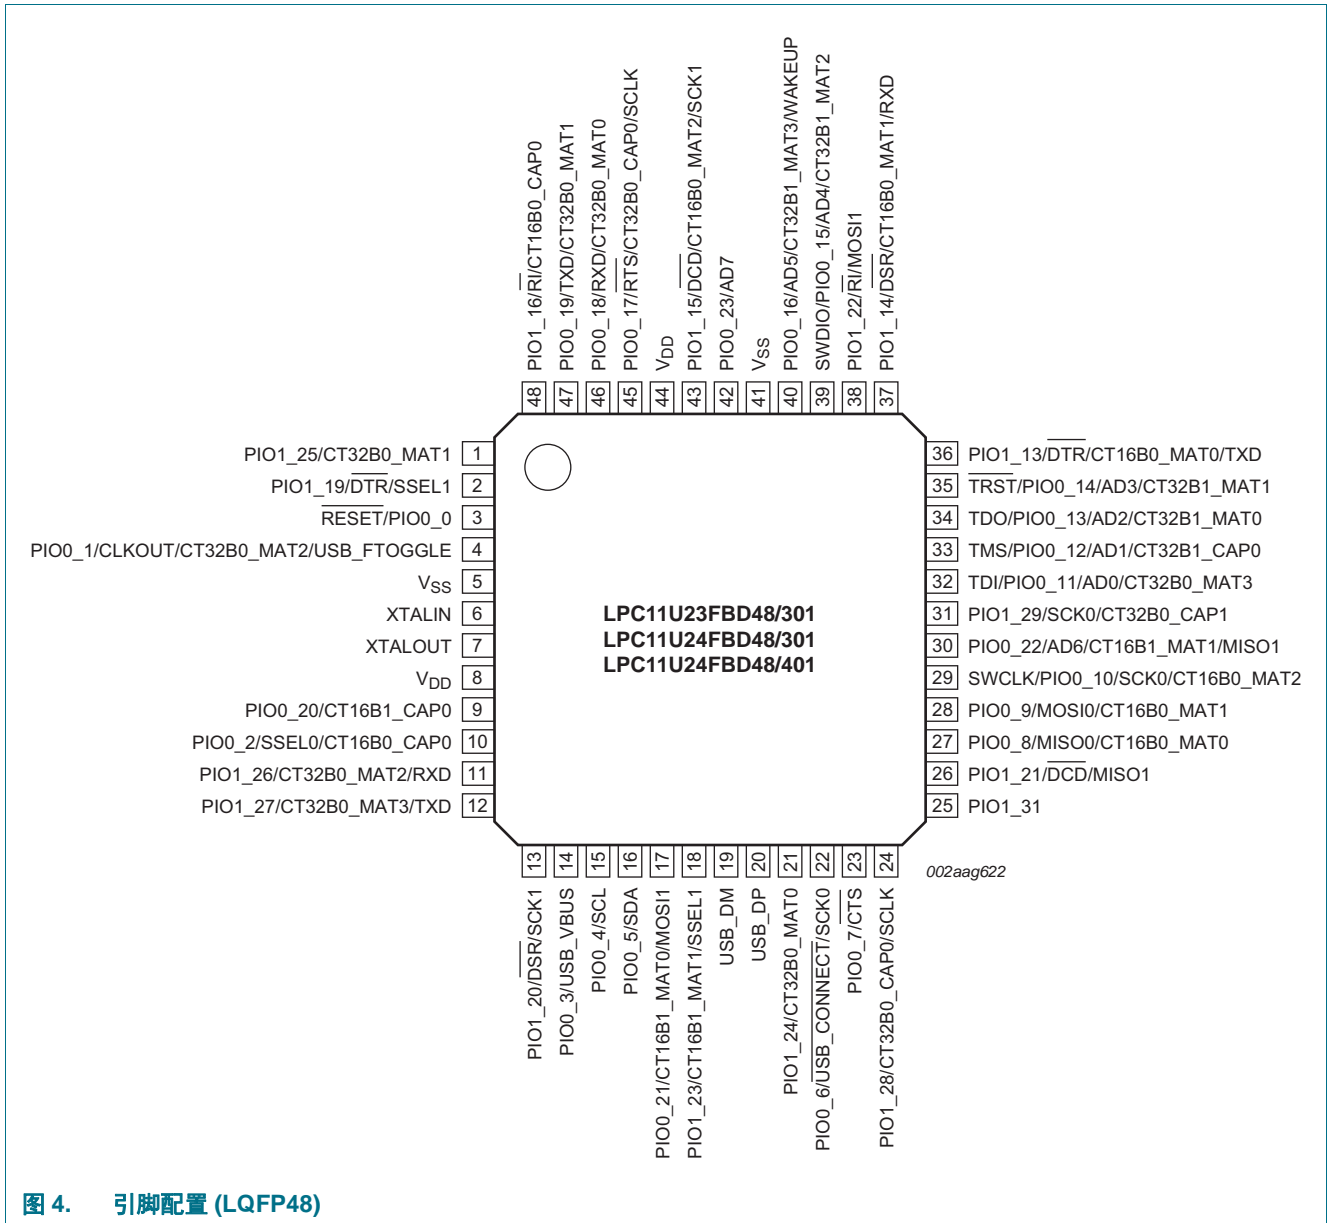 48 PIO1_16/RI/CT16B0_CAP0
47 PIO0_19/TXD/CT32B0_MAT1
46 PIO0_18/RXD/CT32B0_MAT0
45 PIO0_17/RTS/CT32B0_CAP0/SCLK
44 VDD
43 PIO1_15/DCD/CT16B0_MAT2/SCK1
42 PIO0_23/AD7
41 VSS
40 PIO0_16/AD5/CT32B1_MAT3/WAKEUP
39 SWDIO/PIO0_15/AD4/CT32B1_MAT2
38 PIO1_22/RI/MOSI1
37 PIO1_14/DSR/CT16B0_MAT1/RXD
PIO1_25/CT32B0_MAT1 1
PIO1_19/DTR/SSEL1 2
RESET/PIO0_0 3
PIO0_1/CLKOUT/CT32B0_MAT2/USB_FTOGGLE 4
VSS 5
XTALIN 6
XTALOUT 7
VDD 8
PIO0_20/CT16B1_CAP0 9
PIO0_2/SSEL0/CT16B0_CAP0 10
PIO1_26/CT32B0_MAT2/RXD 11
PIO1_27/CT32B0_MAT3/TXD 12
LPC11U23FBD48/301
LPC11U24FBD48/301
LPC11U24FBD48/401
36 PIO1_13/DTR/CT16B0_MAT0/TXD
35 TRST/PIO0_14/AD3/CT32B1_MAT1
34 TDO/PIO0_13/AD2/CT32B1_MAT0
33 TMS/PIO0_12/AD1/CT32B1_CAP0
32 TDI/PIO0_11/AD0/CT32B0_MAT3
31 PIO1_29/SCK0/CT32B0_CAP1
30 PIO0_22/AD6/CT16B1_MAT1/MISO1
29 SWCLK/PIO0_10/SCK0/CT16B0_MAT2
28 PIO0_9/MOSI0/CT16B0_MAT1
27 PIO0_8/MISO0/CT16B0_MAT0
26 PIO1_21/DCD/MISO1
25 PIO1_31
PIO1_20/DSR/SCK1 13
PIO0_3/USB_VBUS 14
PIO0_4/SCL 15
PIO0_5/SDA 16
PIO0_21/CT16B1_MAT0/MOSI1 17
PIO1_23/CT16B1_MAT1/SSEL1 18
USB_DM 19
USB_DP 20
PIO1_24/CT32B0_MAT0 21
PIO0_6/USB_CONNECT/SCK0 22
PIO0_7/CTS 23
PIO1_28/CT32B0_CAP0/SCLK 24
002aag622
图 4. 引脚配置 (LQFP48)